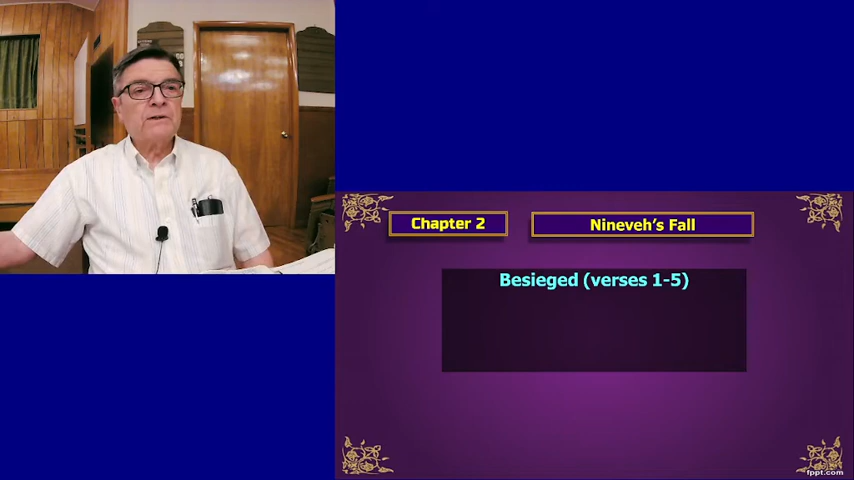 Chapter 2
Nineveh's Fall
Besieged (verses 1-5)
fppt.com